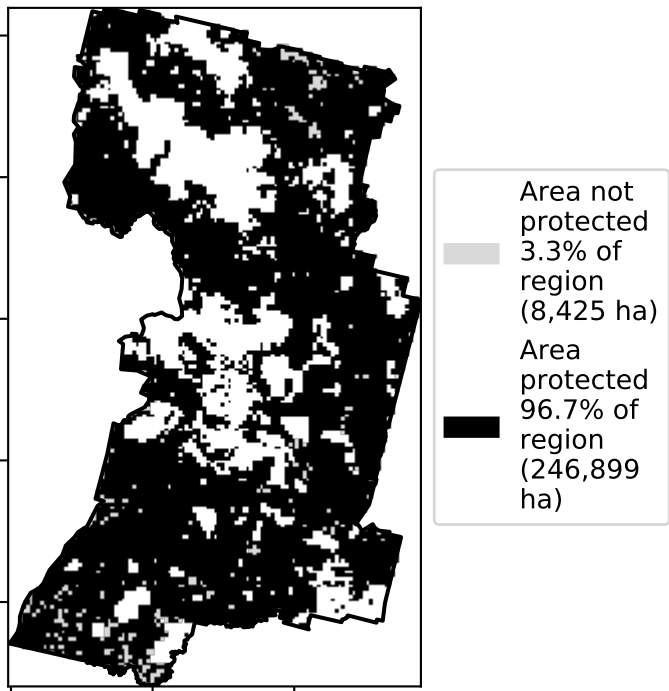 Area not
protected
3.3% of
region
(8,425 ha)
Area
protected
96.7% of
region
(246,899
ha)